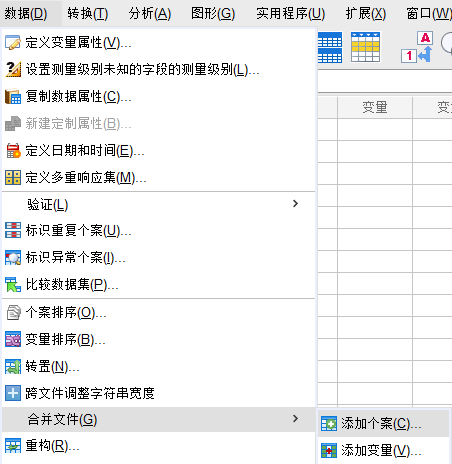 数据(D) 转换(T) 分析(A) 图形(G) 实用程序(U) 扩展(X) 窗口(W)
定义变量属性(V)...
设置测量级别未知的字段的测量级别(L)...
复制数据属性(C)...
新建定制属性(B)...
定义日期和时间(E)...
定义多重响应集(M)...
验证(L)
标识重复个案(U)...
标识异常个案(I)...
比较数据集(P)...
个案排序(O)...
变量排序(B)...
转置(N)...
跨文件调整字符串宽度
合并文件(G)
重构(R)...
A
1
变量
添加个案(C)...
添加变量(V)...